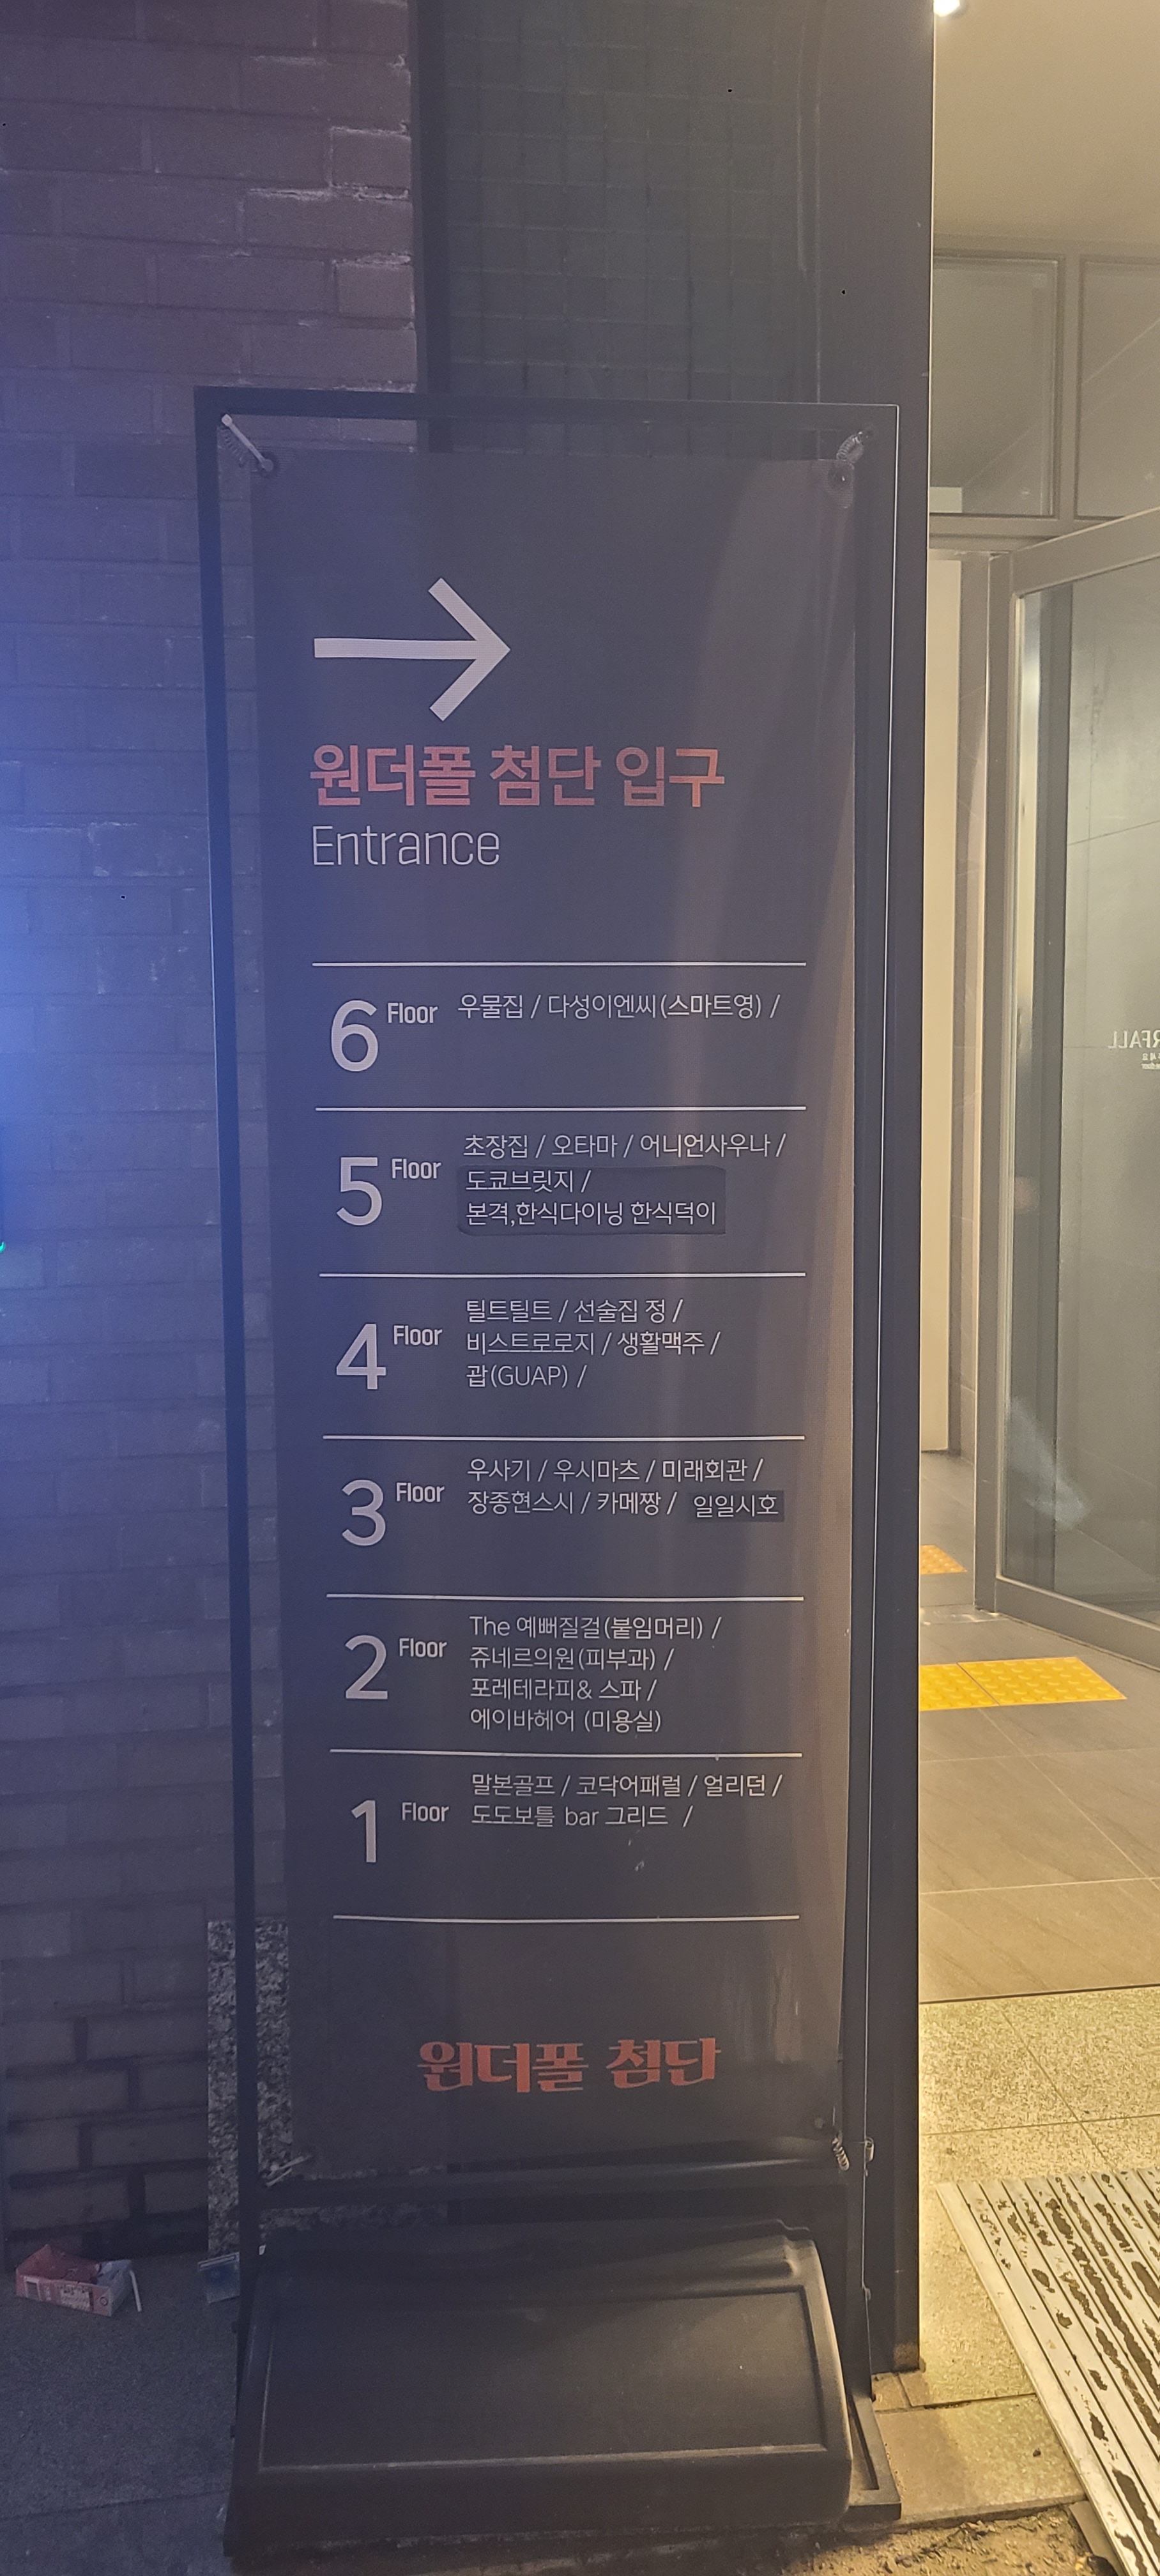 원더폴 첨단 입구
Entrance
6 Floor 우물집 / 다성이엔씨(스마트영) /
5 Floor 초장집 / 오타마 / 어니언사우나 /
도쿄브릿지 /
본격,한식다이닝 한식덕이
4 Floor 틸트틸트 / 선술집 정 /
비스트로로지 / 생활맥주 /
괍(GUAP) /
3 Floor 우사기 / 우시마츠 / 미래회관 /
장종현스시 / 카메짱 / 일일시호
2 Floor The 예뻐질걸(붙임머리) /
쥬네르의원(피부과) /
포레테라피& 스파 /
에이바헤어 (미용실)
1 Floor 말본골프 / 코닥어패럴 / 얼리던 /
도도보틀 bar 그리드 /
원더폴 첨단